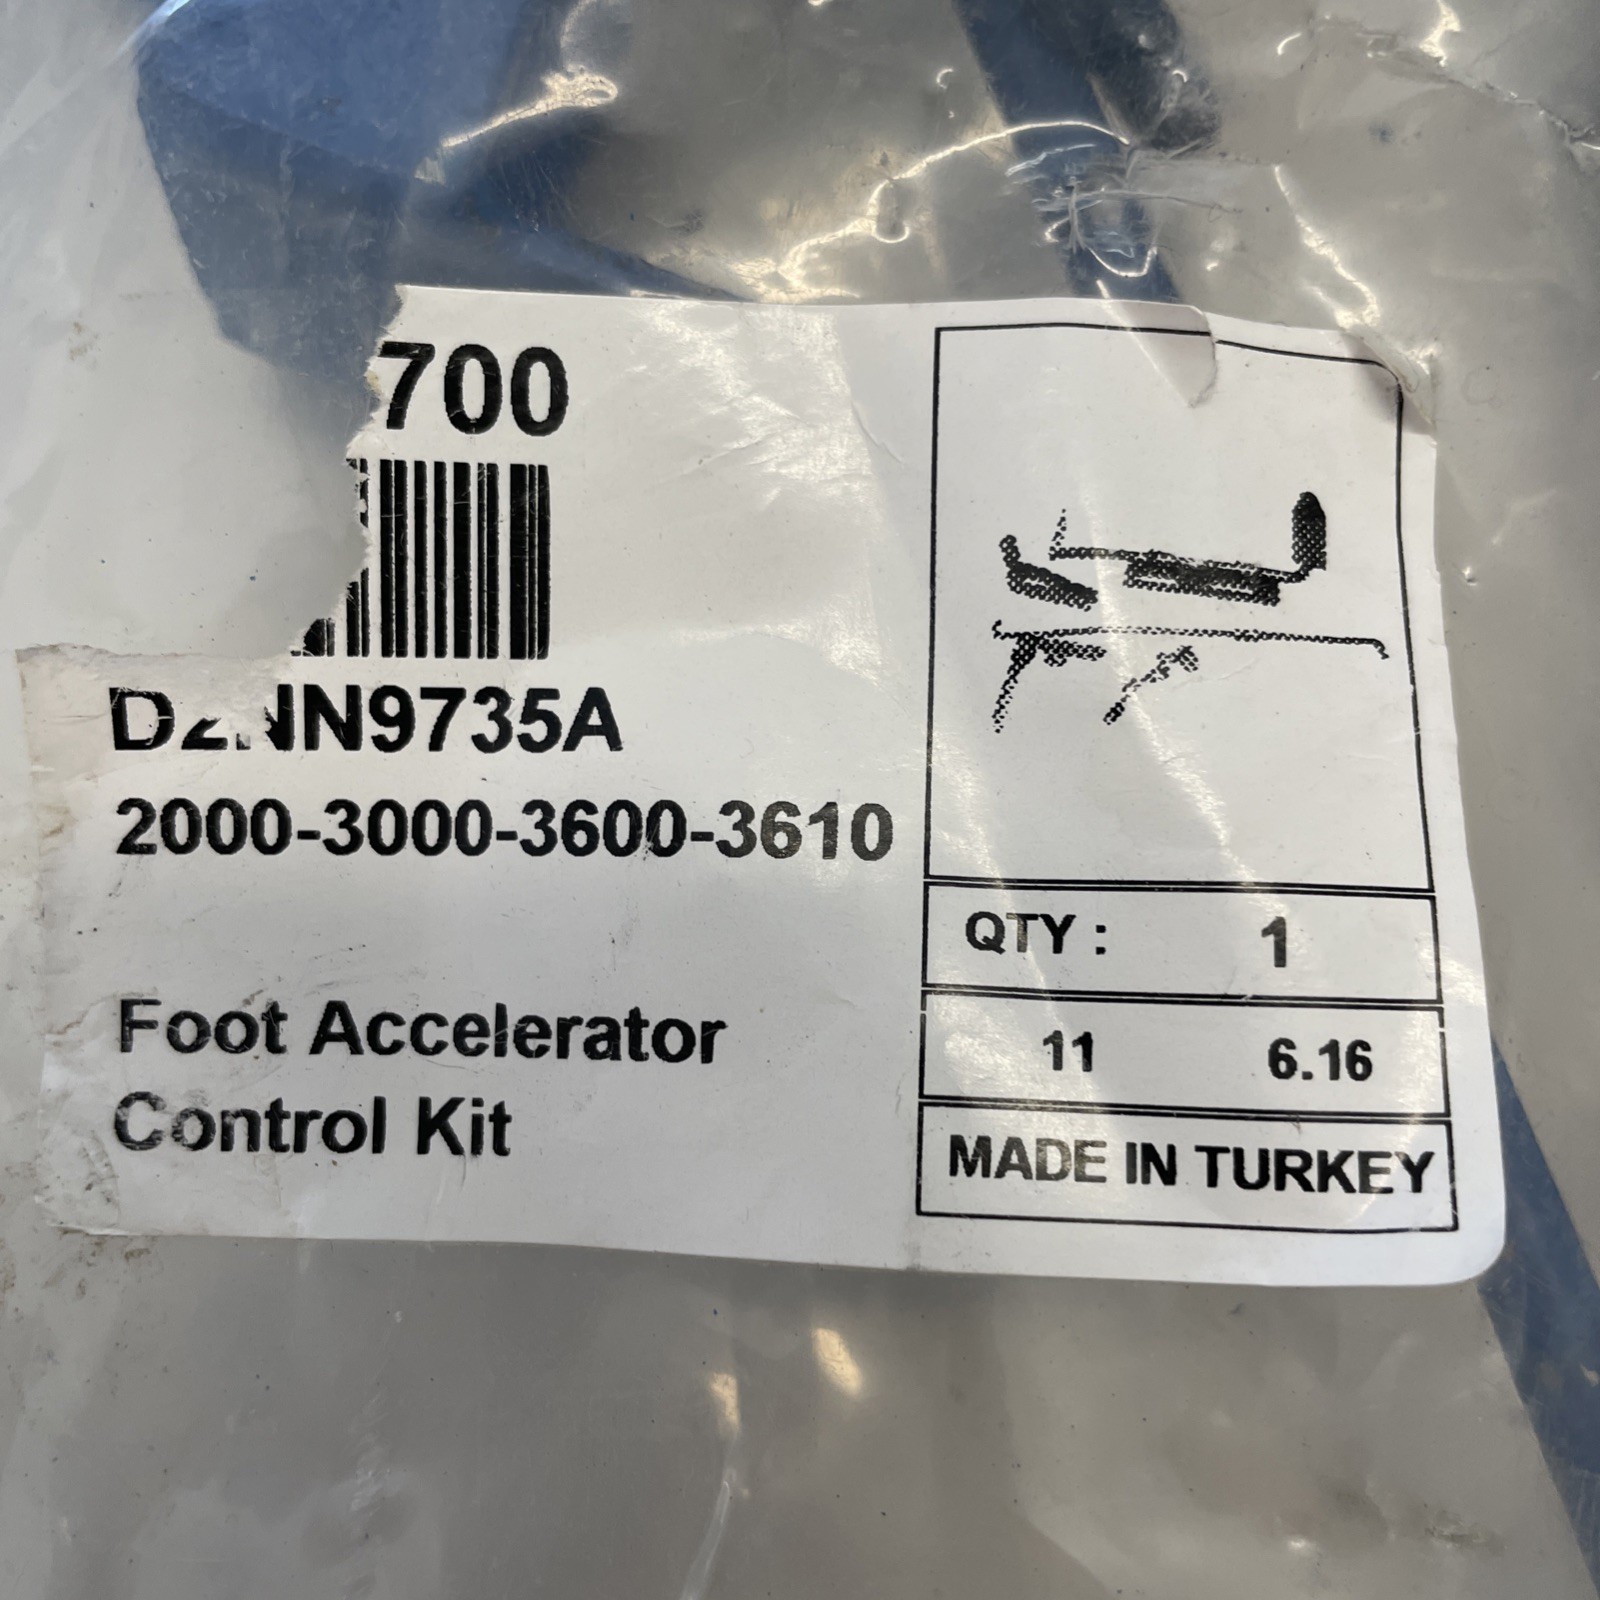 700
D2NN9735A
2000-3000-3600-3610
Foot Accelerator
Control Kit
QTY : 1
11 6.16
MADE IN TURKEY